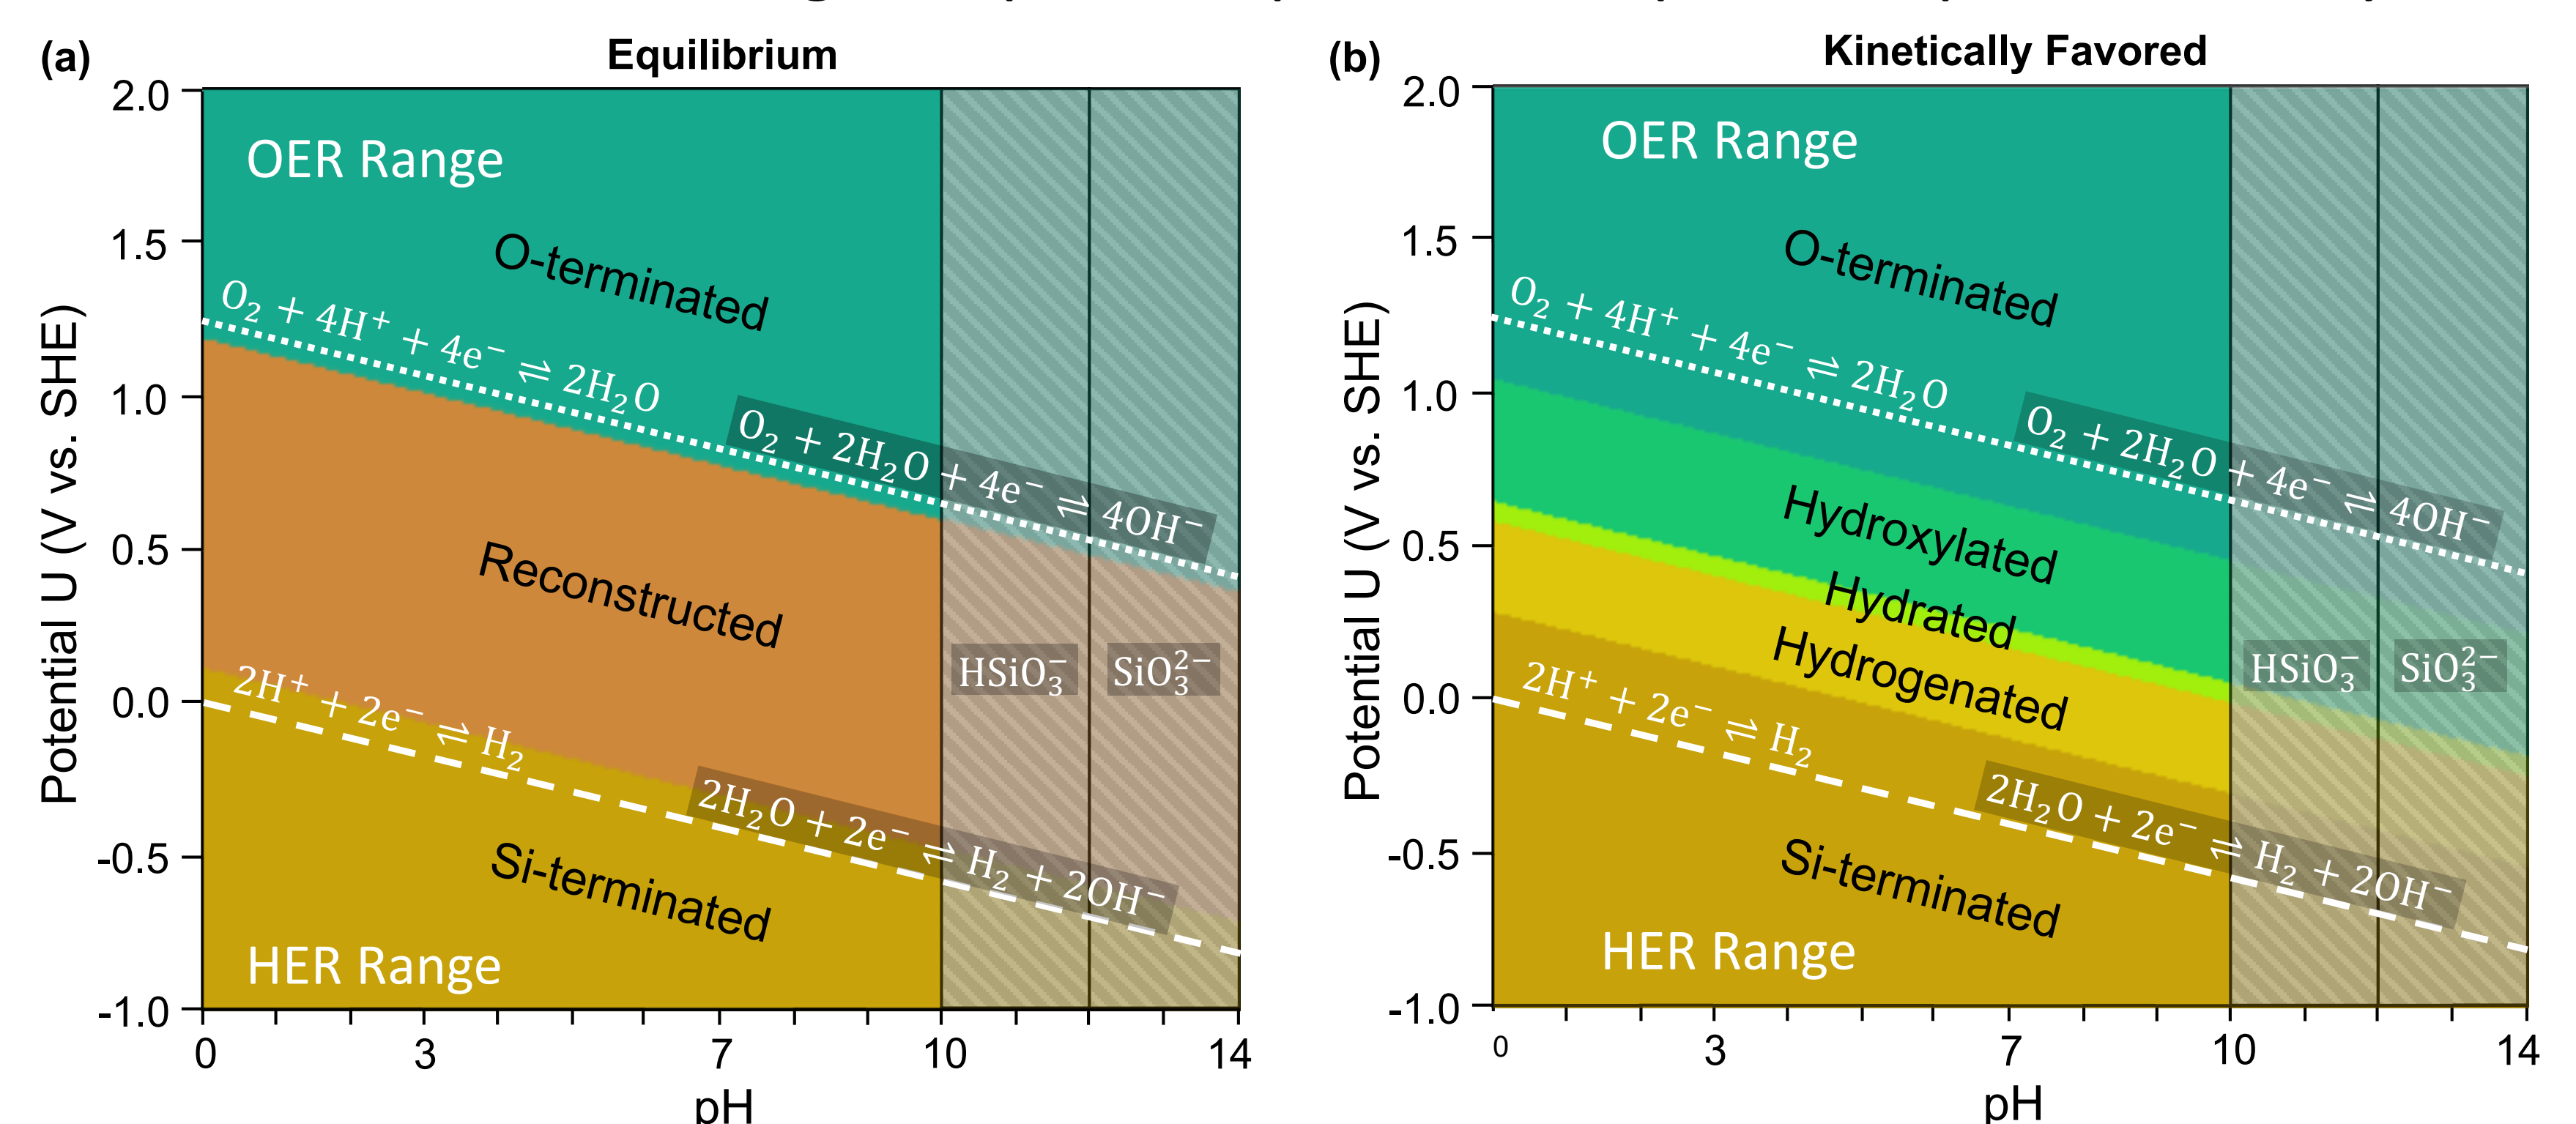 (a)
Equilibrium
2.0
1.5
1.0
0.5
0.0
-0.5
-1.0
Potential U (V vs. SHE)
OER Range
O-terminated
O₂ + 4H⁺ + 4e⁻ ⇌ 2H₂O
O₂ + 2H₂O + 4e⁻ ⇌ 4OH⁻
Reconstructed
HSiO₃⁻
SiO₃²⁻
2H⁺ + 2e⁻ ⇌ H₂
2H₂O + 2e⁻ ⇌ H₂ + 2OH⁻
Si-terminated
HER Range
0 3 7 10 14
pH
(b)
Kinetically Favored
2.0
1.5
1.0
0.5
0.0
-0.5
-1.0
Potential U (V vs. SHE)
OER Range
O-terminated
O₂ + 4H⁺ + 4e⁻ ⇌ 2H₂O
O₂ + 2H₂O + 4e⁻ ⇌ 4OH⁻
Hydroxylated
Hydrated
Hydrogenated
HSiO₃⁻
SiO₃²⁻
2H⁺ + 2e⁻ ⇌ H₂
2H₂O + 2e⁻ ⇌ H₂ + 2OH⁻
Si-terminated
HER Range
0 3 7 10 14
pH